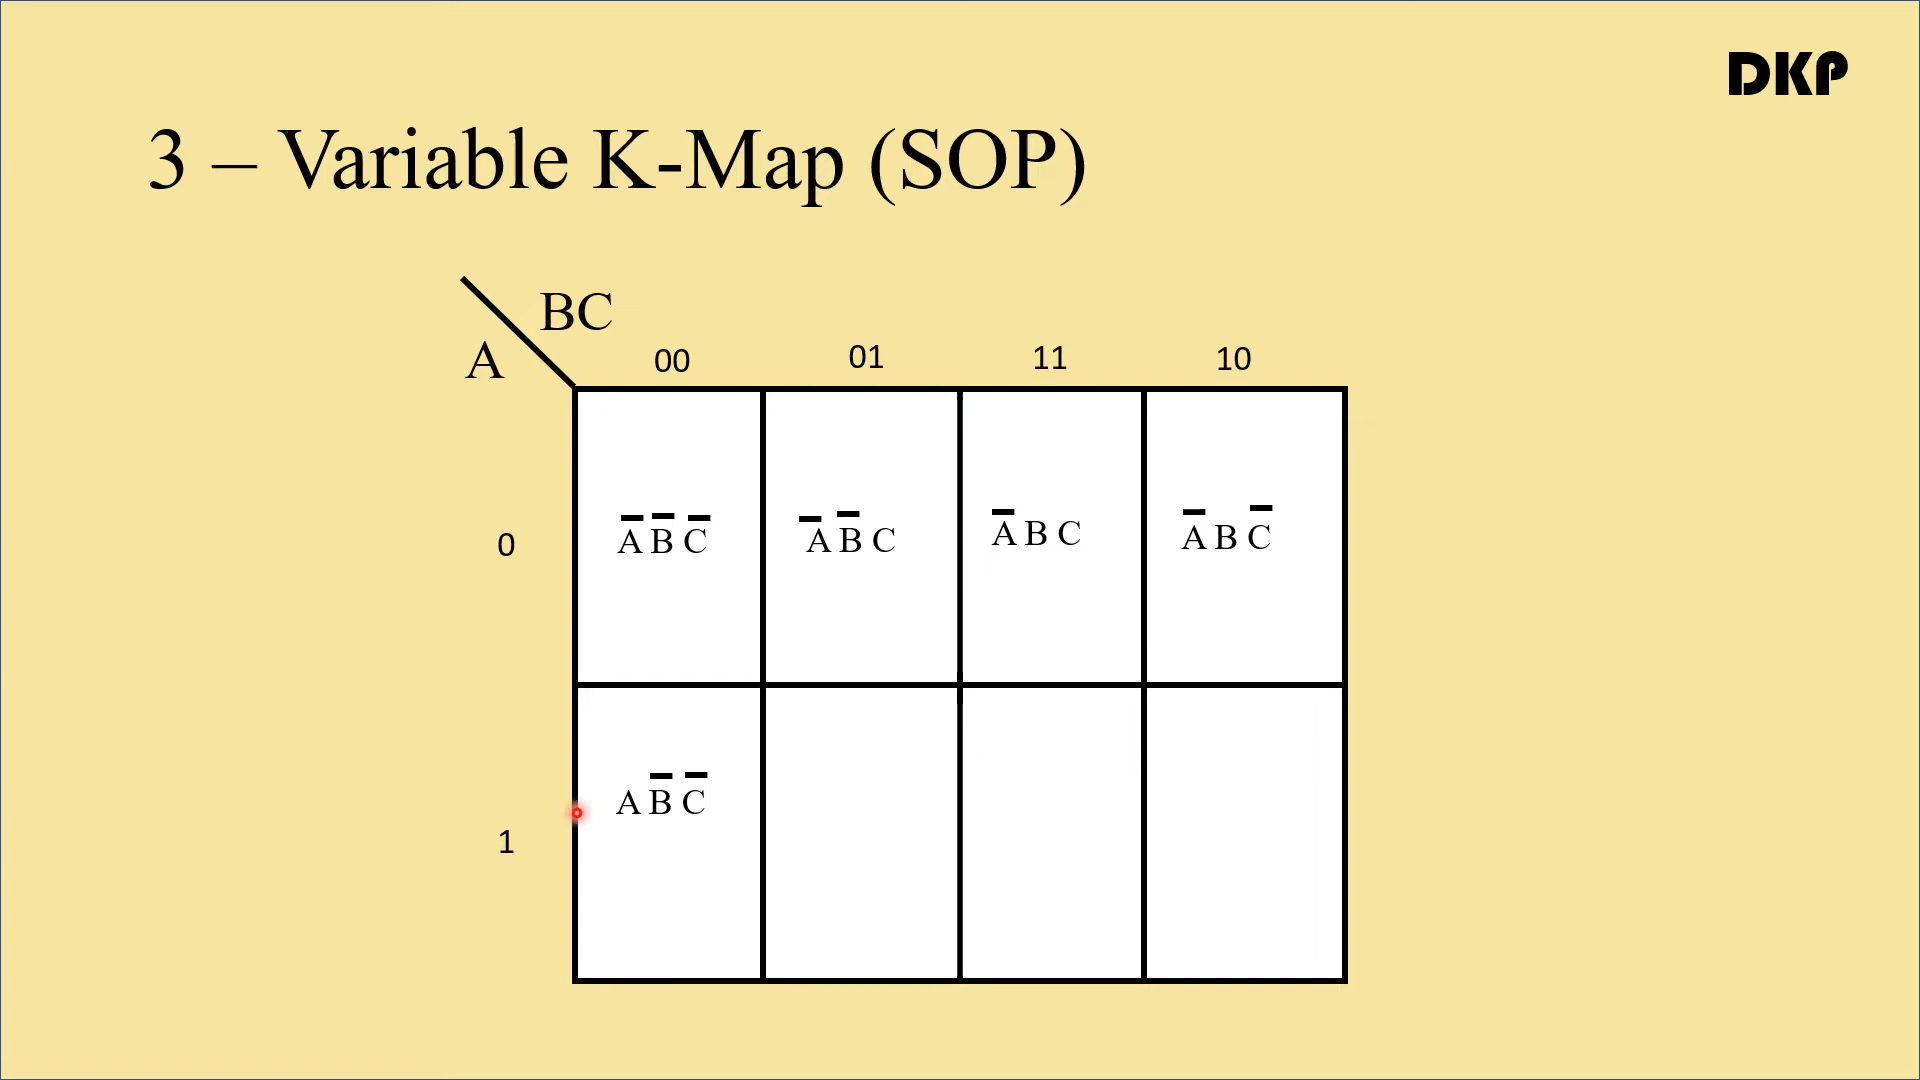 DKP
3 – Variable K-Map (SOP)
BC
A
00 01 11 10
0 A̅ B̅ C̅ A̅ B̅ C A̅ B C A̅ B C̅
1 A B̅ C̅